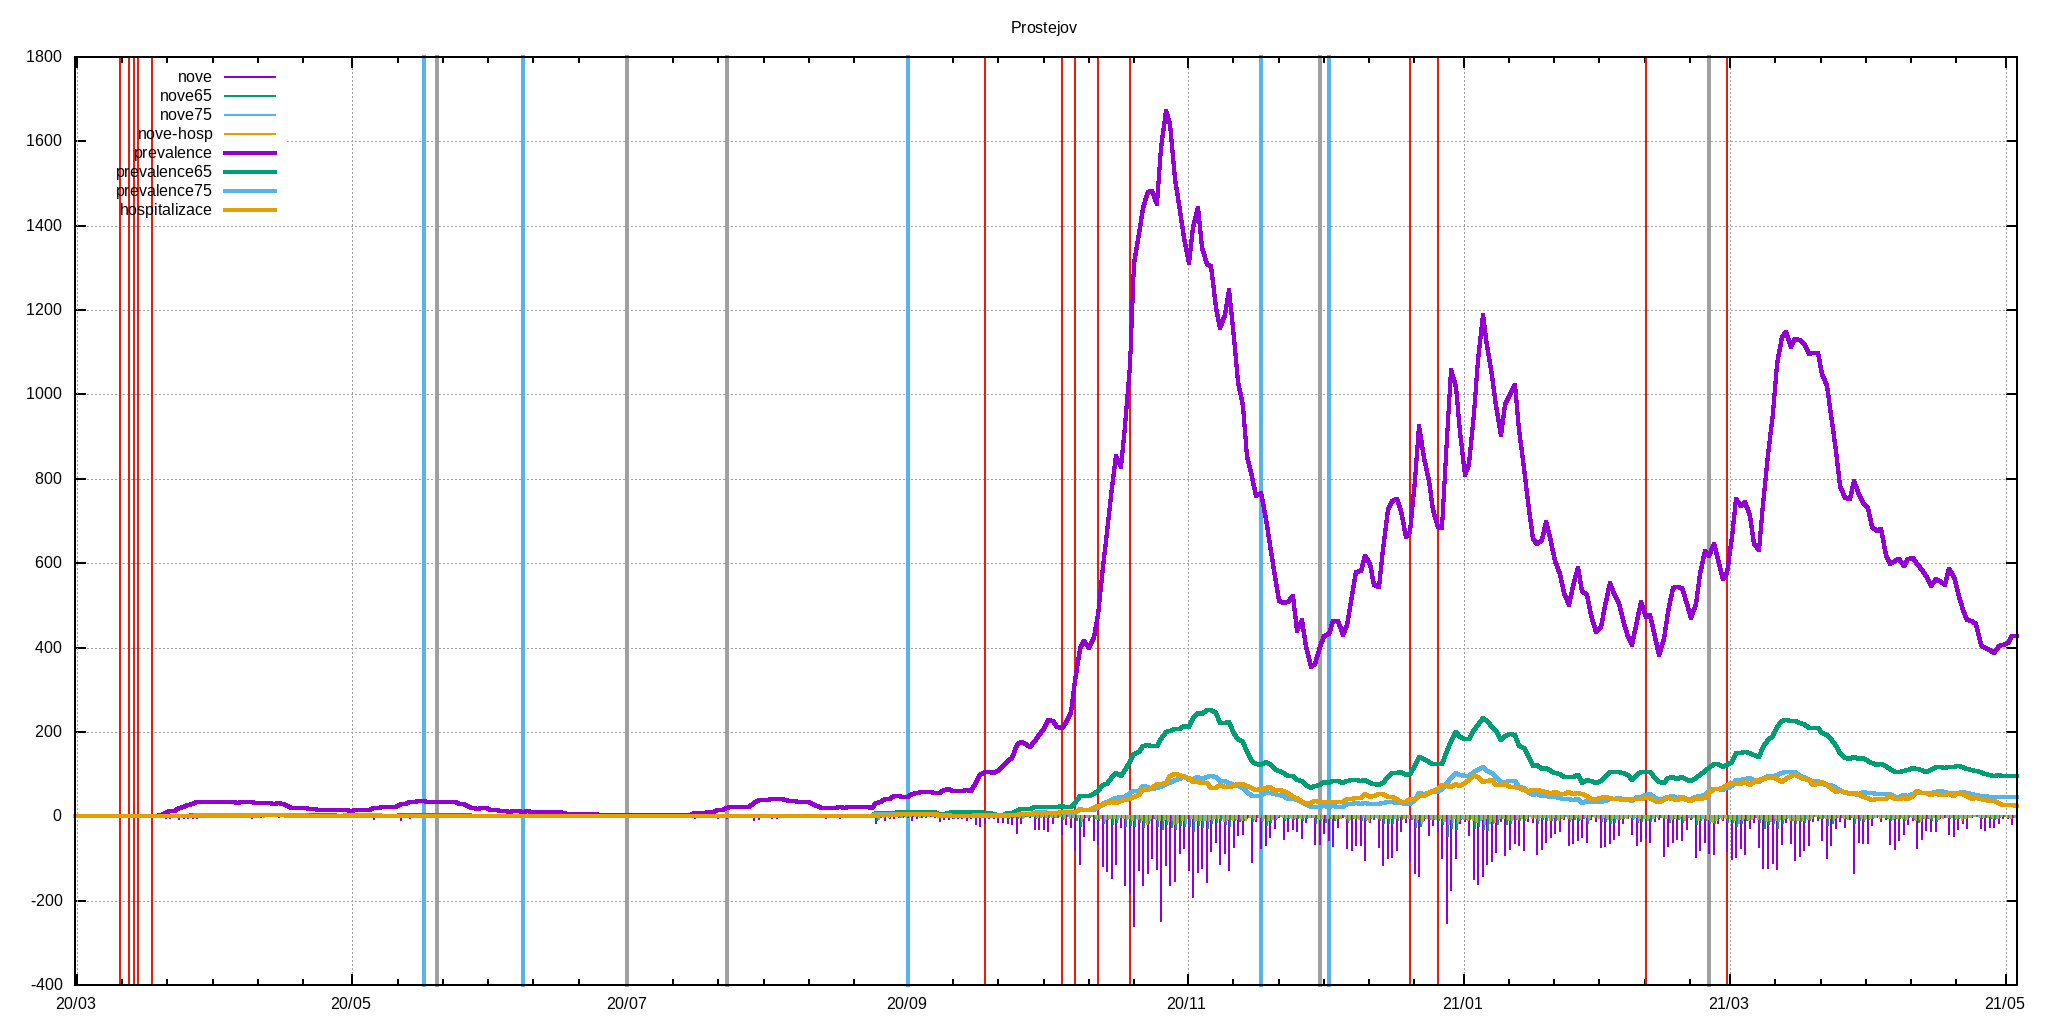 Prostejov
1800
1600
1400
1200
1000
800
600
400
200
0
-200
-400
nove
nove65
nove75
nove-hosp
prevalence
prevalence65
prevalence75
hospitalizace
20/03 20/05 20/07 20/09 20/11 21/01 21/03 21/05